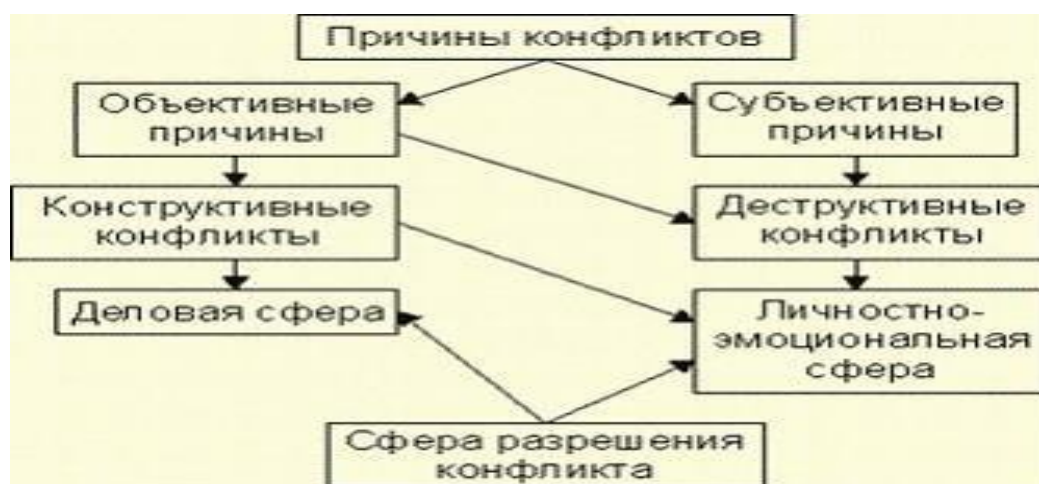 Причины конфликтов
Объективные
причины
Субъективные
причины
Конструктивные
конфликты
Деструктивные
конфликты
Деловая сфера
Личностно-
эмоциональная
сфера
Сфера разрешения
конфликта